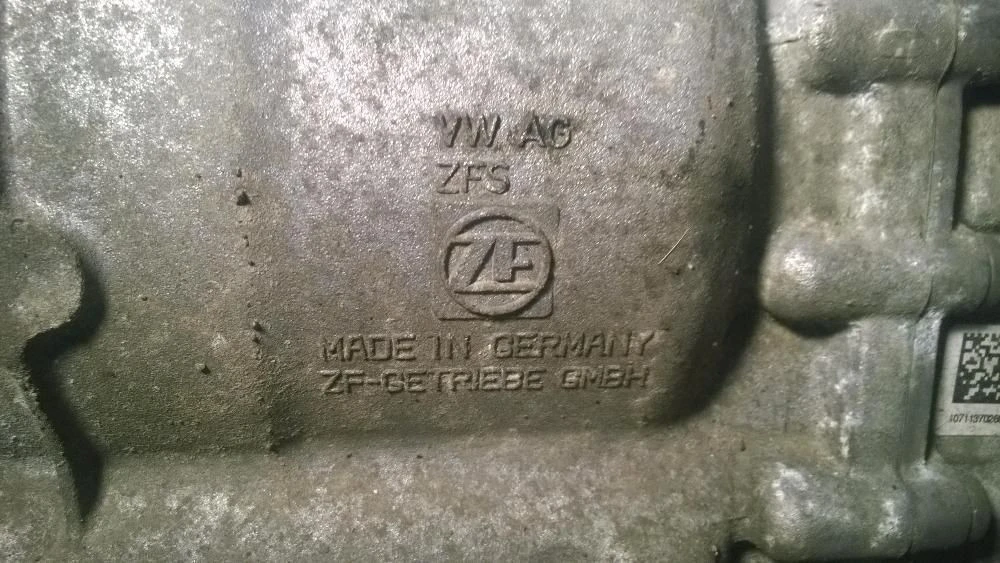 VW AG
ZFS
ZF
MADE IN GERMANY
ZF-GETRIEBE GMBH